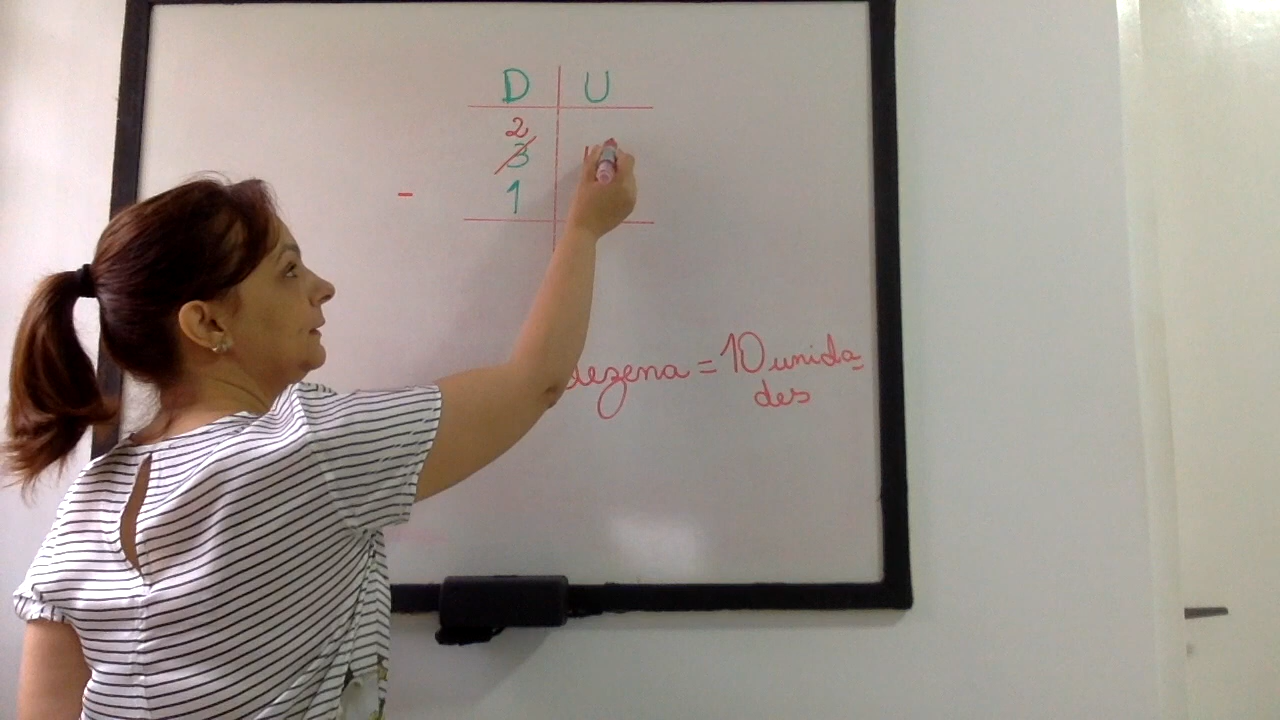 D U
2
3
- 1
dezena = 10 unida-
des